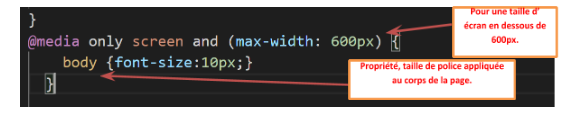 }
@media only screen and (max-width: 600px) {
body {font-size:10px;}
}
Pour une taille d'
écran en dessous de
600px.
Propriété, taille de police appliquée
au corps de la page.